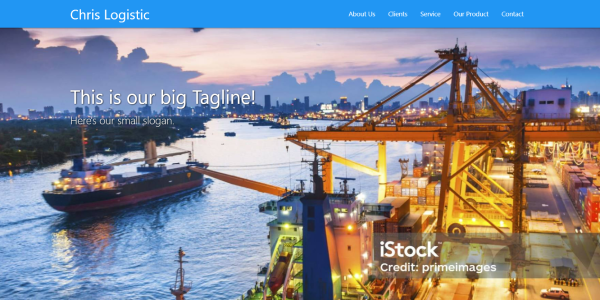 Chris Logistic
About Us
Clients
Service
Our Product
Contact
This is our big Tagline!
Here's our small slogan.
iStock
Credit: primeimages